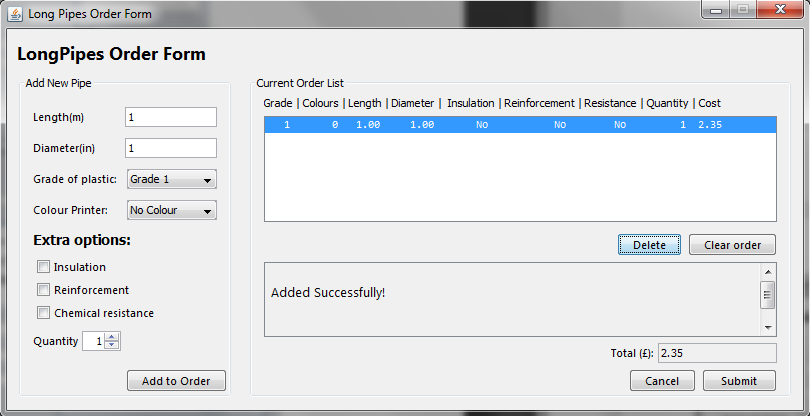 Long Pipes Order Form
LongPipes Order Form
Add New Pipe
Length(m) 1
Diameter(in) 1
Grade of plastic: Grade 1
Colour Printer: No Colour
Extra options:
Insulation
Reinforcement
Chemical resistance
Quantity 1
Add to Order
Current Order List
Grade | Colours | Length | Diameter | Insulation | Reinforcement | Resistance | Quantity | Cost
1 0 1.00 1.00 No No No 1 2.35
Delete Clear order
Added Successfully!
Total (£): 2.35
Cancel Submit